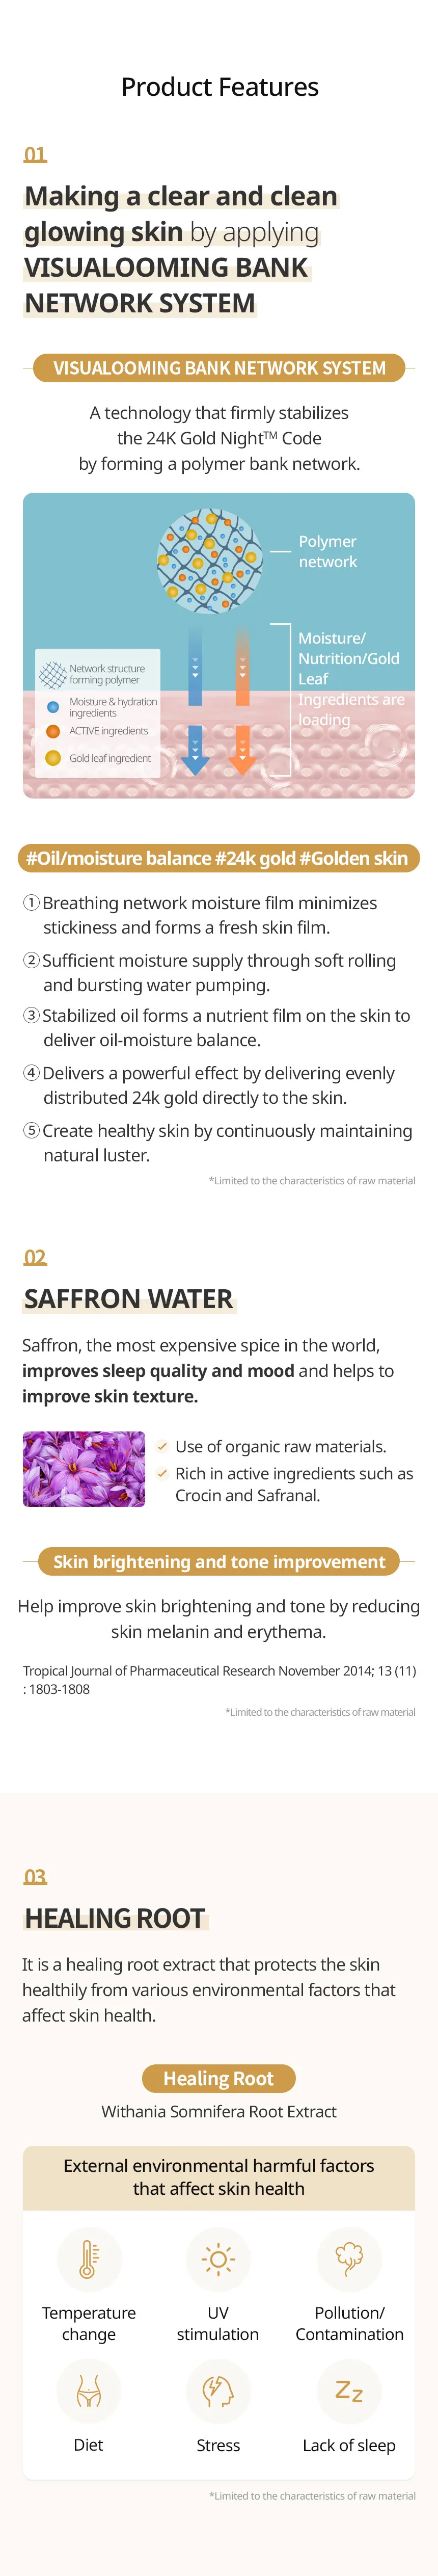 Product Features
01
Making a clear and clean
glowing skin by applying
VISUALOOMING BANK
NETWORK SYSTEM
VISUALOOMING BANK NETWORK SYSTEM
A technology that firmly stabilizes
the 24K Gold Night™ Code
by forming a polymer bank network.
Polymer
network
Moisture/
Nutrition/Gold
Leaf
Ingredients are
loading
Network structure
forming polymer
Moisture & hydration
ingredients
ACTIVE ingredients
Gold leaf ingredient
#Oil/moisture balance #24k gold #Golden skin
① Breathing network moisture film minimizes
stickiness and forms a fresh skin film.
② Sufficient moisture supply through soft rolling
and bursting water pumping.
③ Stabilized oil forms a nutrient film on the skin to
deliver oil-moisture balance.
④ Delivers a powerful effect by delivering evenly
distributed 24k gold directly to the skin.
⑤ Create healthy skin by continuously maintaining
natural luster.
*Limited to the characteristics of raw material
02
SAFFRON WATER
Saffron, the most expensive spice in the world,
improves sleep quality and mood and helps to
improve skin texture.
Use of organic raw materials.
Rich in active ingredients such as
Crocin and Safranal.
Skin brightening and tone improvement
Help improve skin brightening and tone by reducing
skin melanin and erythema.
Tropical Journal of Pharmaceutical Research November 2014; 13 (11)
: 1803-1808
*Limited to the characteristics of raw material
03
HEALING ROOT
It is a healing root extract that protects the skin
healthily from various environmental factors that
affect skin health.
Healing Root
Withania Somnifera Root Extract
External environmental harmful factors
that affect skin health
Temperature
change
UV
stimulation
Pollution/
Contamination
Diet
Stress
Zz
Lack of sleep
*Limited to the characteristics of raw material